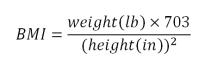 BMI = weight(lb) × 703 / (height(in))²